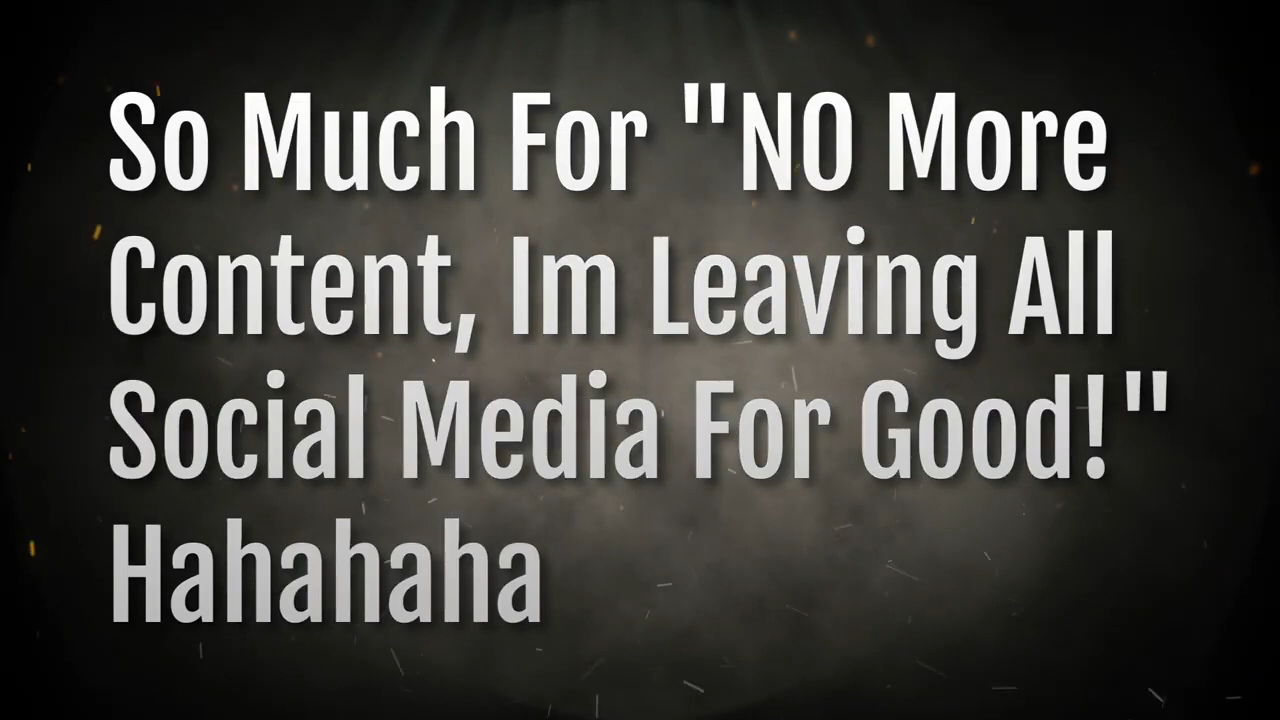 So Much For "NO More
Content, Im Leaving All
Social Media For Good!"
Hahahaha